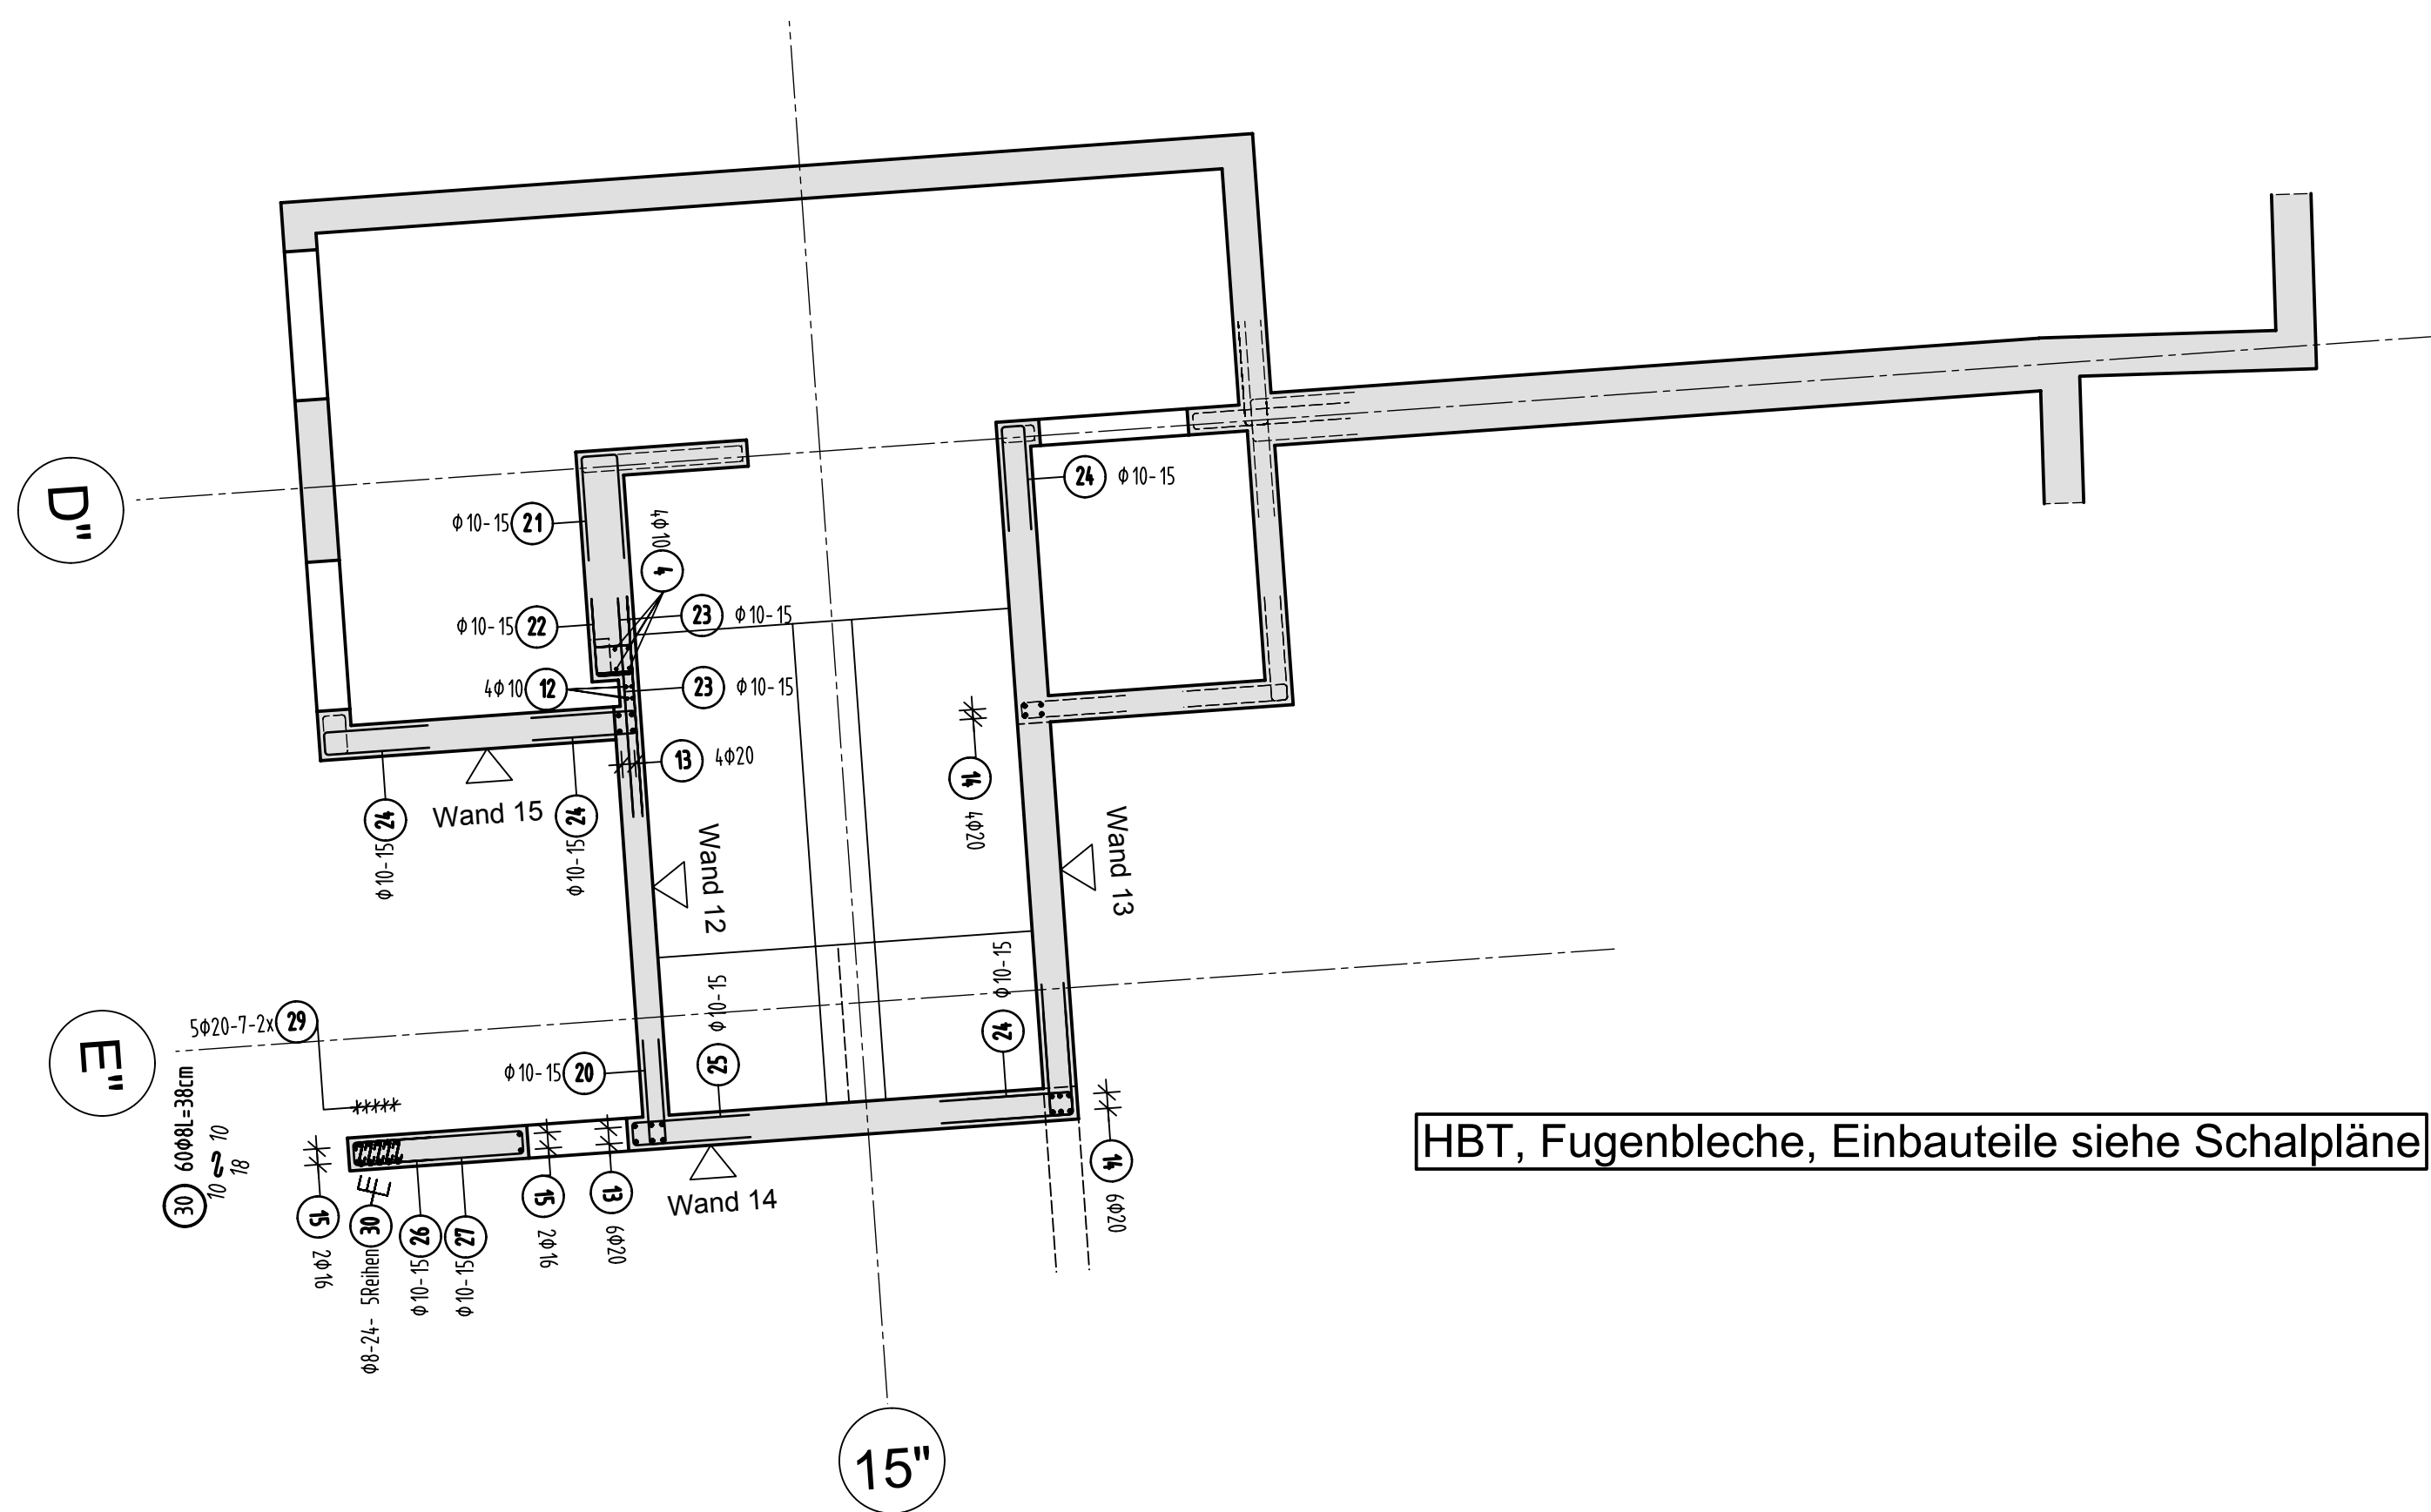 D"
24 Φ10-15
Φ10-15 21
4Φ10
4
Φ10-15 22
23 Φ10-15
4Φ10 12
23 Φ10-15
13 4Φ20
14 4Φ20
24 Φ10-15
Wand 15
24 Φ10-15
Wand 12
Wand 13
E"
5Φ20-7-2x 29
Φ10-15 20
25 Φ10-15
24 Φ10-15
30 60Φ8L=38cm
10
18
10
15 2Φ16
30 Φ8-24- 5Reihen
26 Φ10-15
27 Φ10-15
15 2Φ16
13 6Φ20
Wand 14
14 6Φ20
HBT, Fugenbleche, Einbauteile siehe Schalpläne
15"